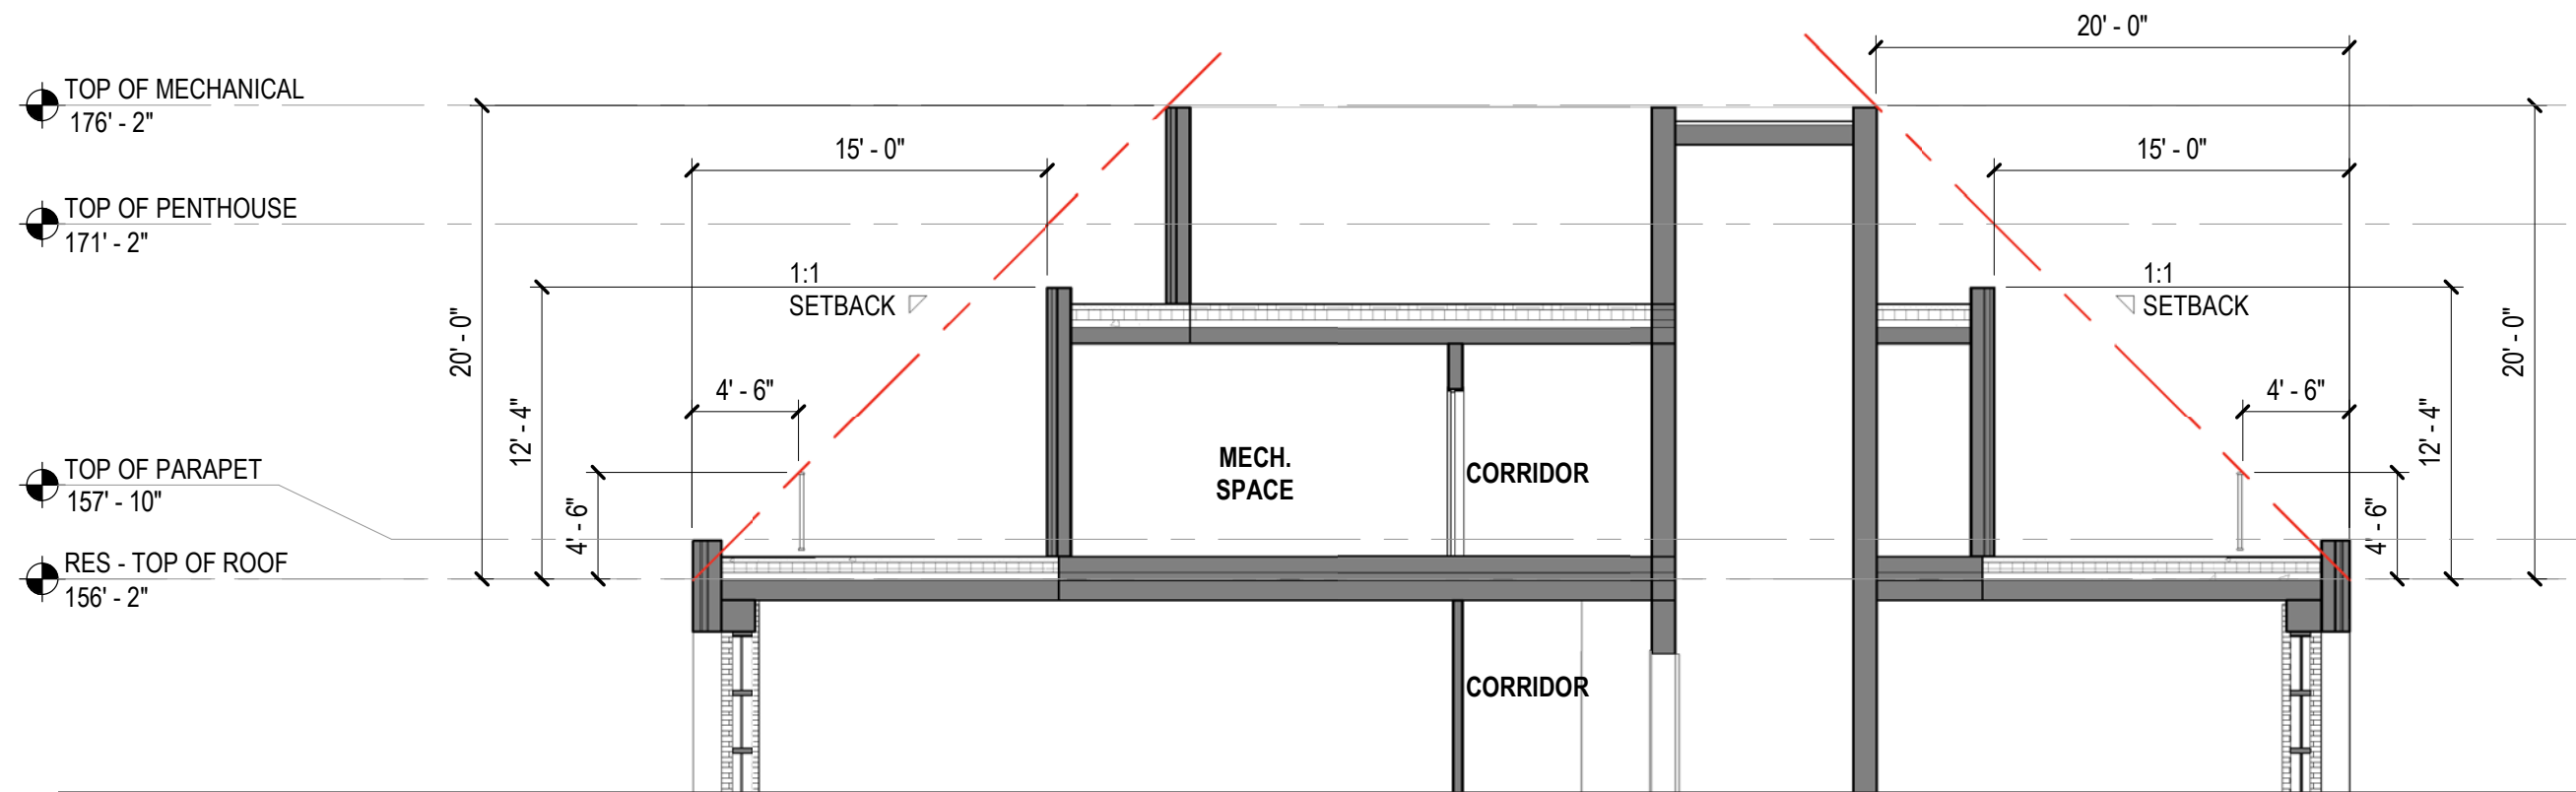 20' - 0"
TOP OF MECHANICAL
176' - 2"
15' - 0"
15' - 0"
TOP OF PENTHOUSE
171' - 2"
1:1
SETBACK
1:1
SETBACK
20' - 0"
20' - 0"
4' - 6"
4' - 6"
12' - 4"
12' - 4"
MECH.
SPACE
CORRIDOR
TOP OF PARAPET
157' - 10"
4' - 6"
4' - 6"
RES - TOP OF ROOF
156' - 2"
CORRIDOR